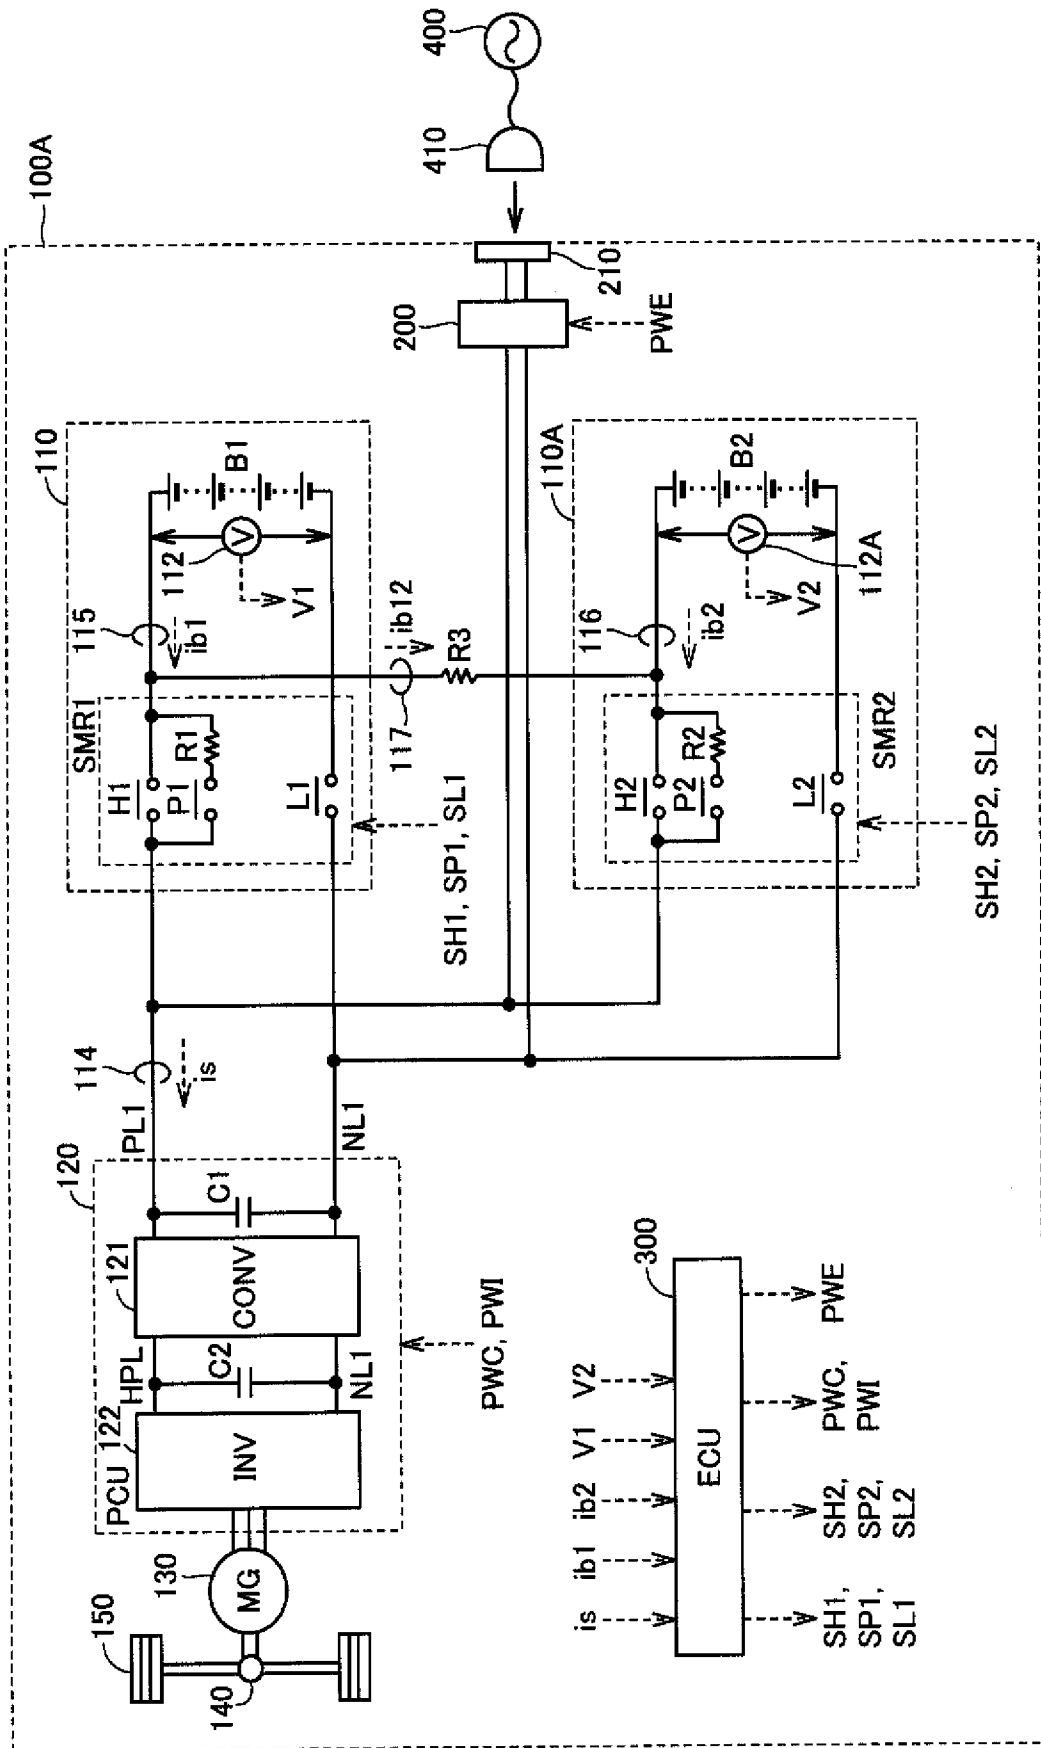 100A
400
410
210
200
PWE
110
B1
112
V1
115
ib1
SMR1
H1
P1
R1
L1
SH1, SP1, SL1
117
ib12
R3
110A
B2
112A
V2
116
ib2
SMR2
H2
P2
R2
L2
SH2, SP2, SL2
114
is
PL1
NL1
120
C1
121
CONV
HPL
C2
NL1
PCU
122
INV
PWC, PWI
130
MG
140
150
300
ECU
is
ib1
ib2
V1
V2
SH1,
SP1,
SL1
SH2,
SP2,
SL2
PWC,
PWI
PWE
V
V